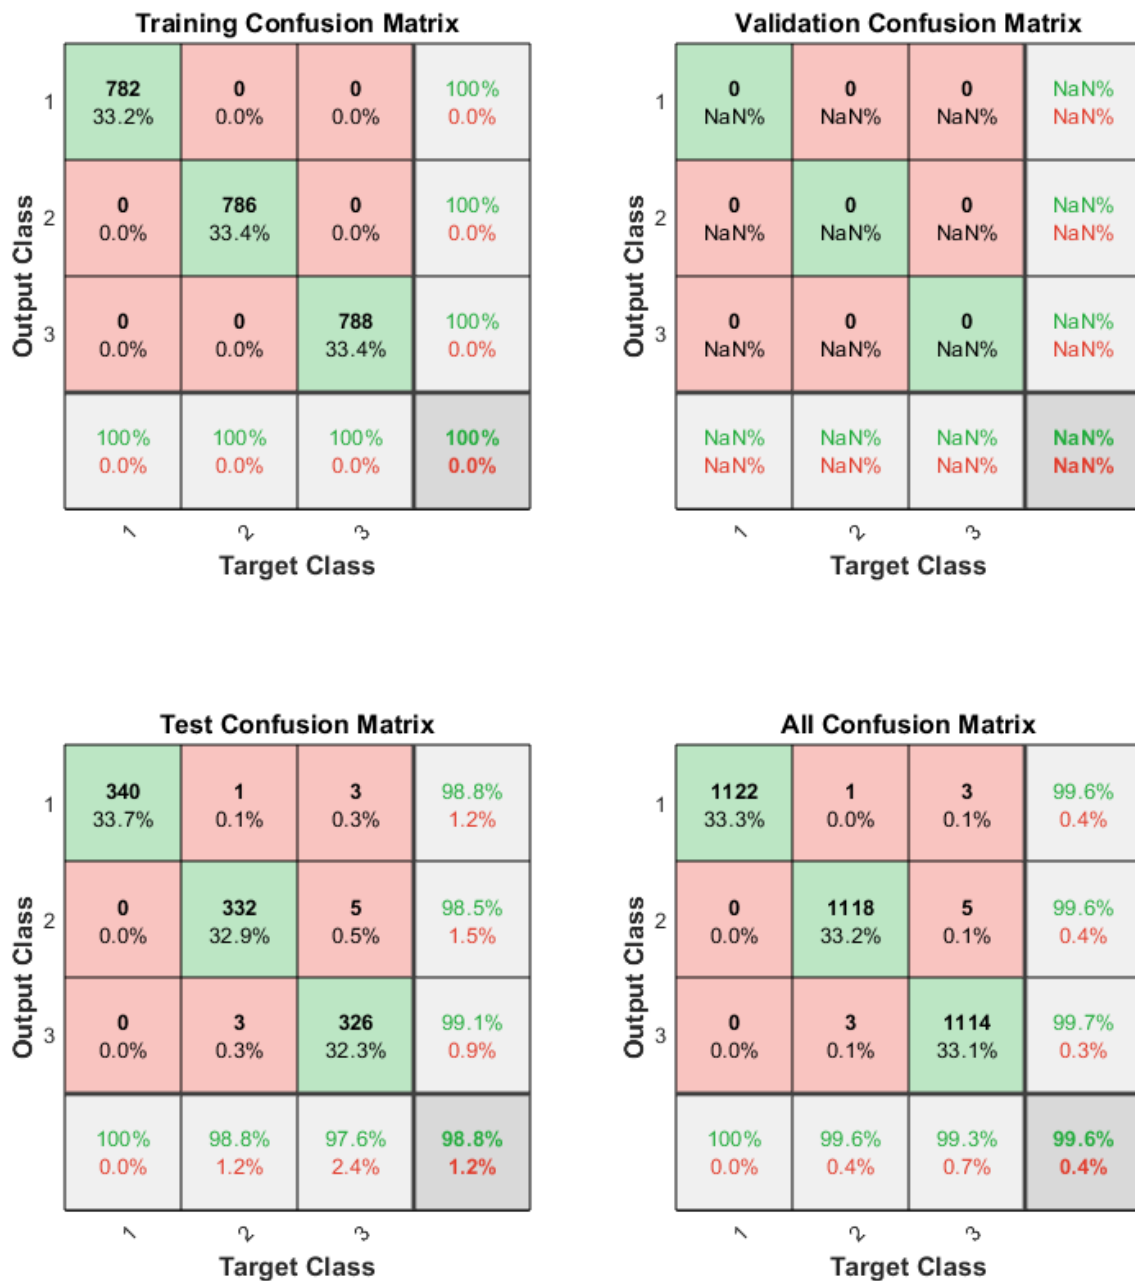 Training Confusion Matrix
Output Class
1 782 0 0 100%
33.2% 0.0% 0.0% 0.0%
2 0 786 0 100%
0.0% 33.4% 0.0% 0.0%
3 0 0 788 100%
0.0% 0.0% 33.4% 0.0%
100% 100% 100% 100%
0.0% 0.0% 0.0% 0.0%
1 2 3
Target Class
Validation Confusion Matrix
Output Class
1 0 0 0 NaN%
NaN% NaN% NaN% NaN%
2 0 0 0 NaN%
NaN% NaN% NaN% NaN%
3 0 0 0 NaN%
NaN% NaN% NaN% NaN%
NaN% NaN% NaN% NaN%
NaN% NaN% NaN% NaN%
1 2 3
Target Class
Test Confusion Matrix
Output Class
1 340 1 3 98.8%
33.7% 0.1% 0.3% 1.2%
2 0 332 5 98.5%
0.0% 32.9% 0.5% 1.5%
3 0 3 326 99.1%
0.0% 0.3% 32.3% 0.9%
100% 98.8% 97.6% 98.8%
0.0% 1.2% 2.4% 1.2%
1 2 3
Target Class
All Confusion Matrix
Output Class
1 1122 1 3 99.6%
33.3% 0.0% 0.1% 0.4%
2 0 1118 5 99.6%
0.0% 33.2% 0.1% 0.4%
3 0 3 1114 99.7%
0.0% 0.1% 33.1% 0.3%
100% 99.6% 99.3% 99.6%
0.0% 0.4% 0.7% 0.4%
1 2 3
Target Class